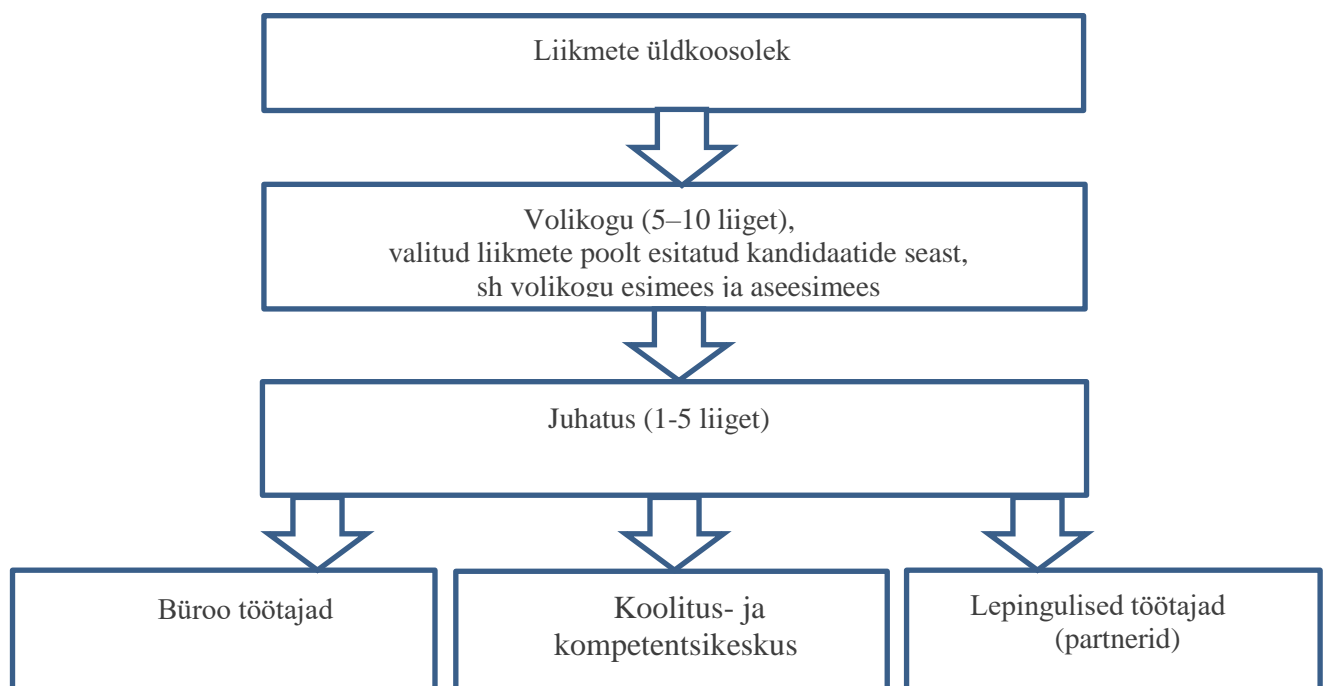 Liikmete üldkoosolek
Volikogu (5–10 liiget),
valitud liikmete poolt esitatud kandidaatide seast,
sh volikogu esimees ja aseesimees
Juhatus (1-5 liiget)
Büroo töötajad
Koolitus- ja
kompetentsikeskus
Lepingulised töötajad
(partnerid)